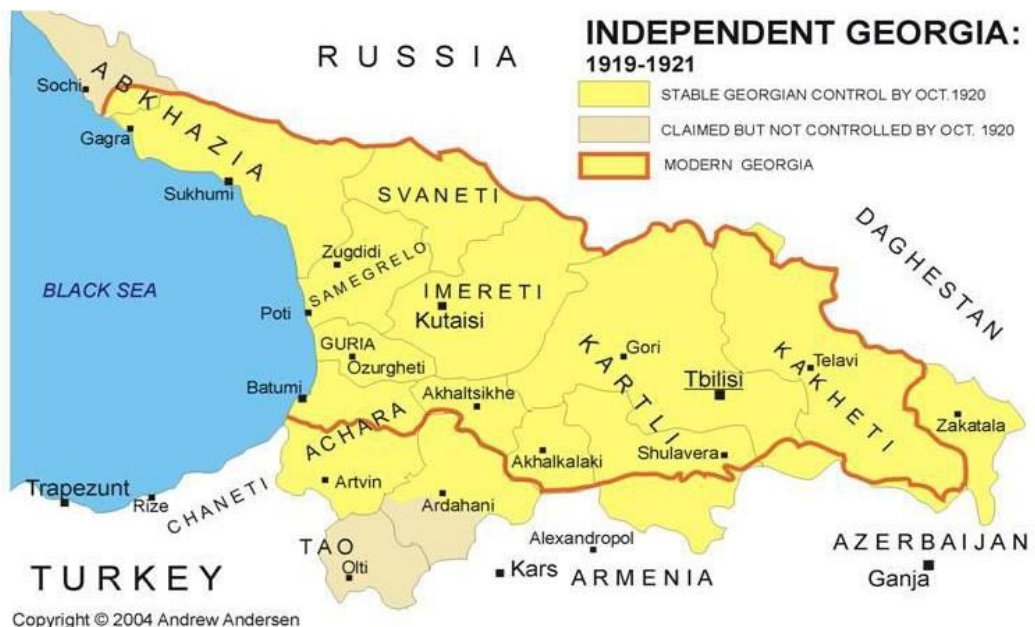 INDEPENDENT GEORGIA:
1919-1921
STABLE GEORGIAN CONTROL BY OCT.1920
CLAIMED BUT NOT CONTROLLED BY OCT. 1920
MODERN GEORGIA
RUSSIA
ABKHAZIA
Sochi
Gagra
Sukhumi
SVANETI
DAGHESTAN
Zugdidi
SAMEGRELO
BLACK SEA
IMERETI
Poti
Kutaisi
GURIA
Ozurgheti
KARTLI
Gori
KAKHETI
Telavi
Tbilisi
Batumi
Akhaltsikhe
ACHARA
Zakatala
Akhalkalaki
Shulavera
Trapezunt
Rize
CHANETI
Artvin
Ardahani
TAO
Olti
Alexandropol
AZERBAIJAN
Ganja
TURKEY
Kars
ARMENIA
Copyright © 2004 Andrew Andersen